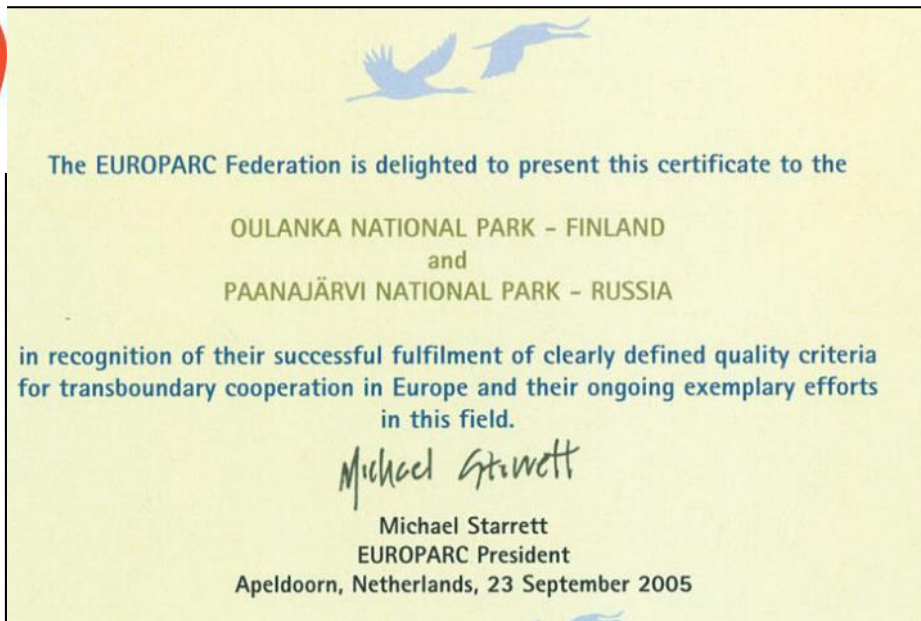 The EUROPARC Federation is delighted to present this certificate to the
OULANKA NATIONAL PARK – FINLAND
and
PAANAJÄRVI NATIONAL PARK – RUSSIA
in recognition of their successful fulfilment of clearly defined quality criteria
for transboundary cooperation in Europe and their ongoing exemplary efforts
in this field.
Michael Starrett
Michael Starrett
EUROPARC President
Apeldoorn, Netherlands, 23 September 2005